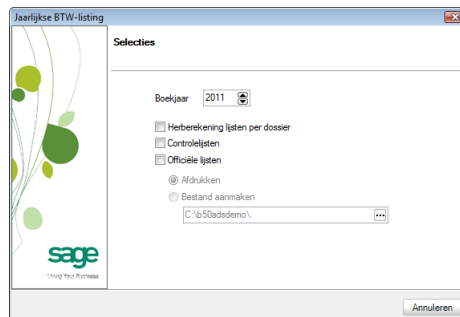 Jaarlijkse BTW-listing
Selecties
Boekjaar 2011
Herberekening lijsten per dossier
Controlelijsten
Officiële lijsten
Afdrukken
Bestand aanmaken
C:\b50adsdemo\ ...
sage
Living Your Business
Annuleren